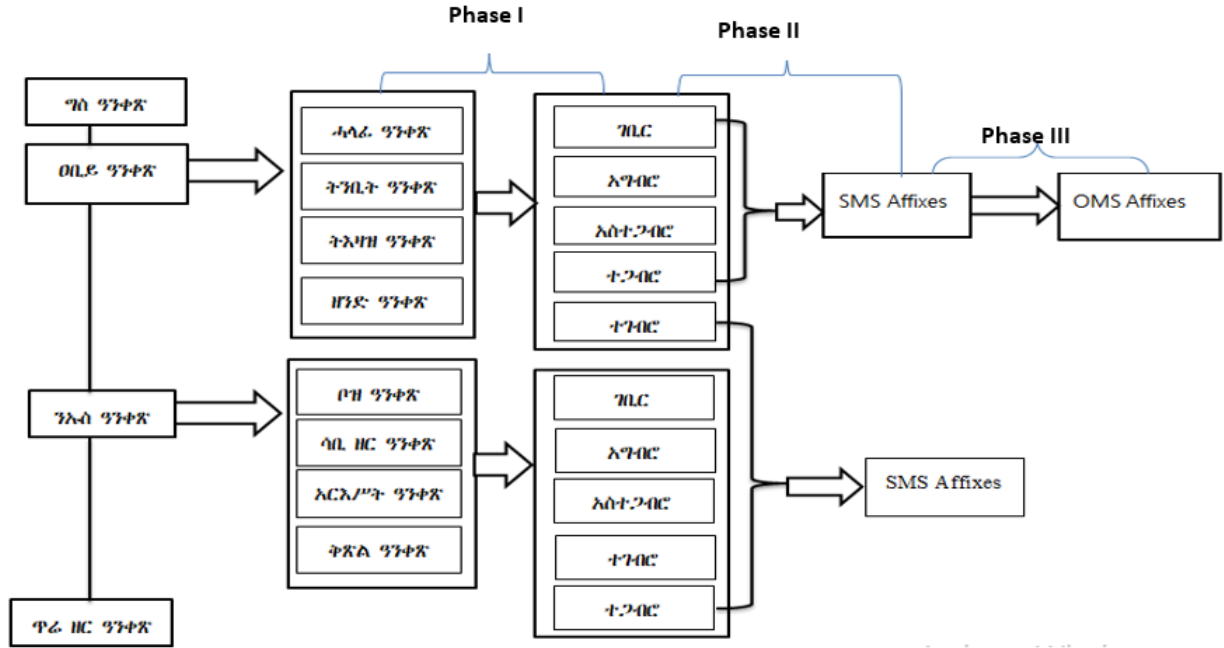 Phase I
Phase II
Phase III
ግስ ዓንቀጽ
ዐቢይ ዓንቀጽ
ንኡስ ዓንቀጽ
ጥሬ ዘር ዓንቀጽ
ሓላፊ ዓንቀጽ
ትንቢት ዓንቀጽ
ትእዛዝ ዓንቀጽ
ዘንድ ዓንቀጽ
ቦዝ ዓንቀጽ
ሳቢ ዘር ዓንቀጽ
አርእሥት ዓንቀጽ
ቅጽል ዓንቀጽ
ገቢር
አግብሮ
አስተጋብሮ
ተጋብሮ
ተገብሮ
ገቢር
አግብሮ
አስተጋብሮ
ተገብሮ
ተጋብሮ
SMS Affixes
OMS Affixes
SMS Affixes